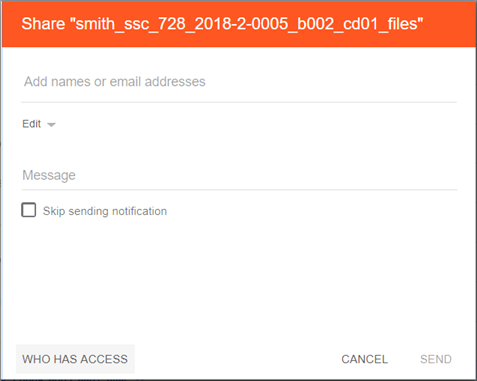 Share "smith_ssc_728_2018-2-0005_b002_cd01_files"
Add names or email addresses
Edit
Message
Skip sending notification
WHO HAS ACCESS CANCEL SEND